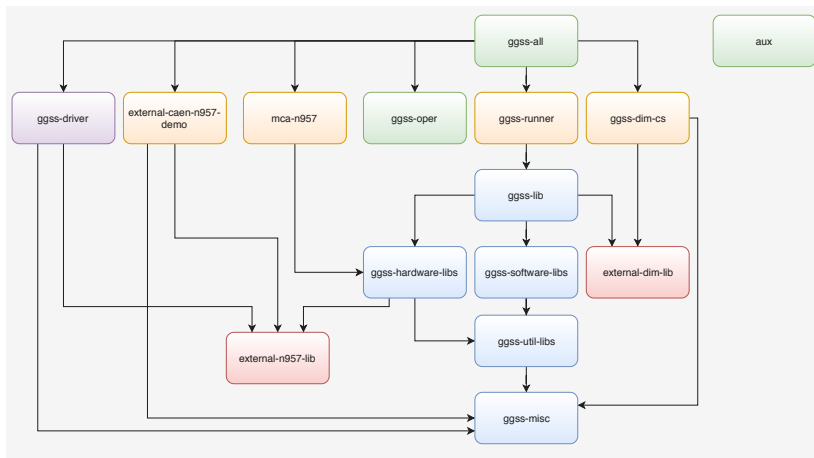 ggss-all
aux
ggss-driver
external-caen-n957-
demo
mca-n957
ggss-oper
ggss-runner
ggss-dim-cs
ggss-lib
ggss-hardware-libs
ggss-software-libs
external-dim-lib
ggss-util-libs
external-n957-lib
ggss-misc